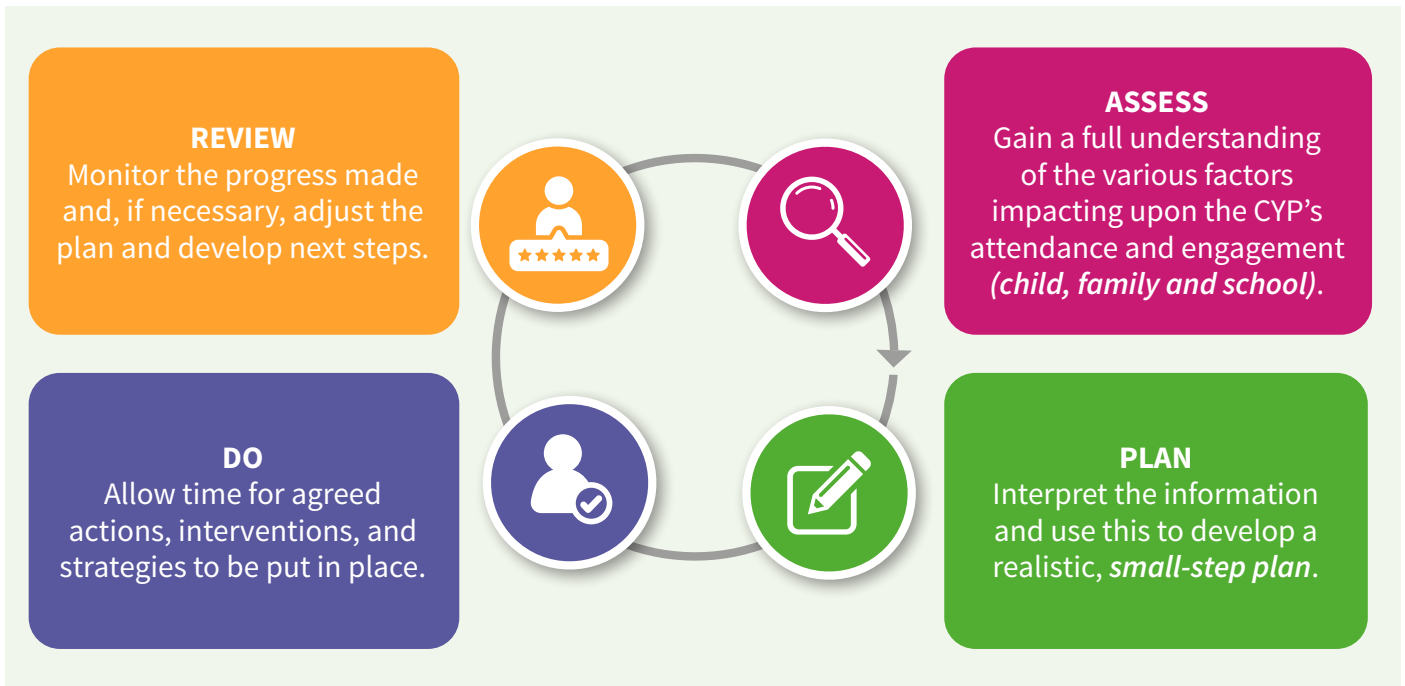 REVIEW
Monitor the progress made
and, if necessary, adjust the
plan and develop next steps.
ASSESS
Gain a full understanding
of the various factors
impacting upon the CYP’s
attendance and engagement
(child, family and school).
DO
Allow time for agreed
actions, interventions, and
strategies to be put in place.
PLAN
Interpret the information
and use this to develop a
realistic, small-step plan.